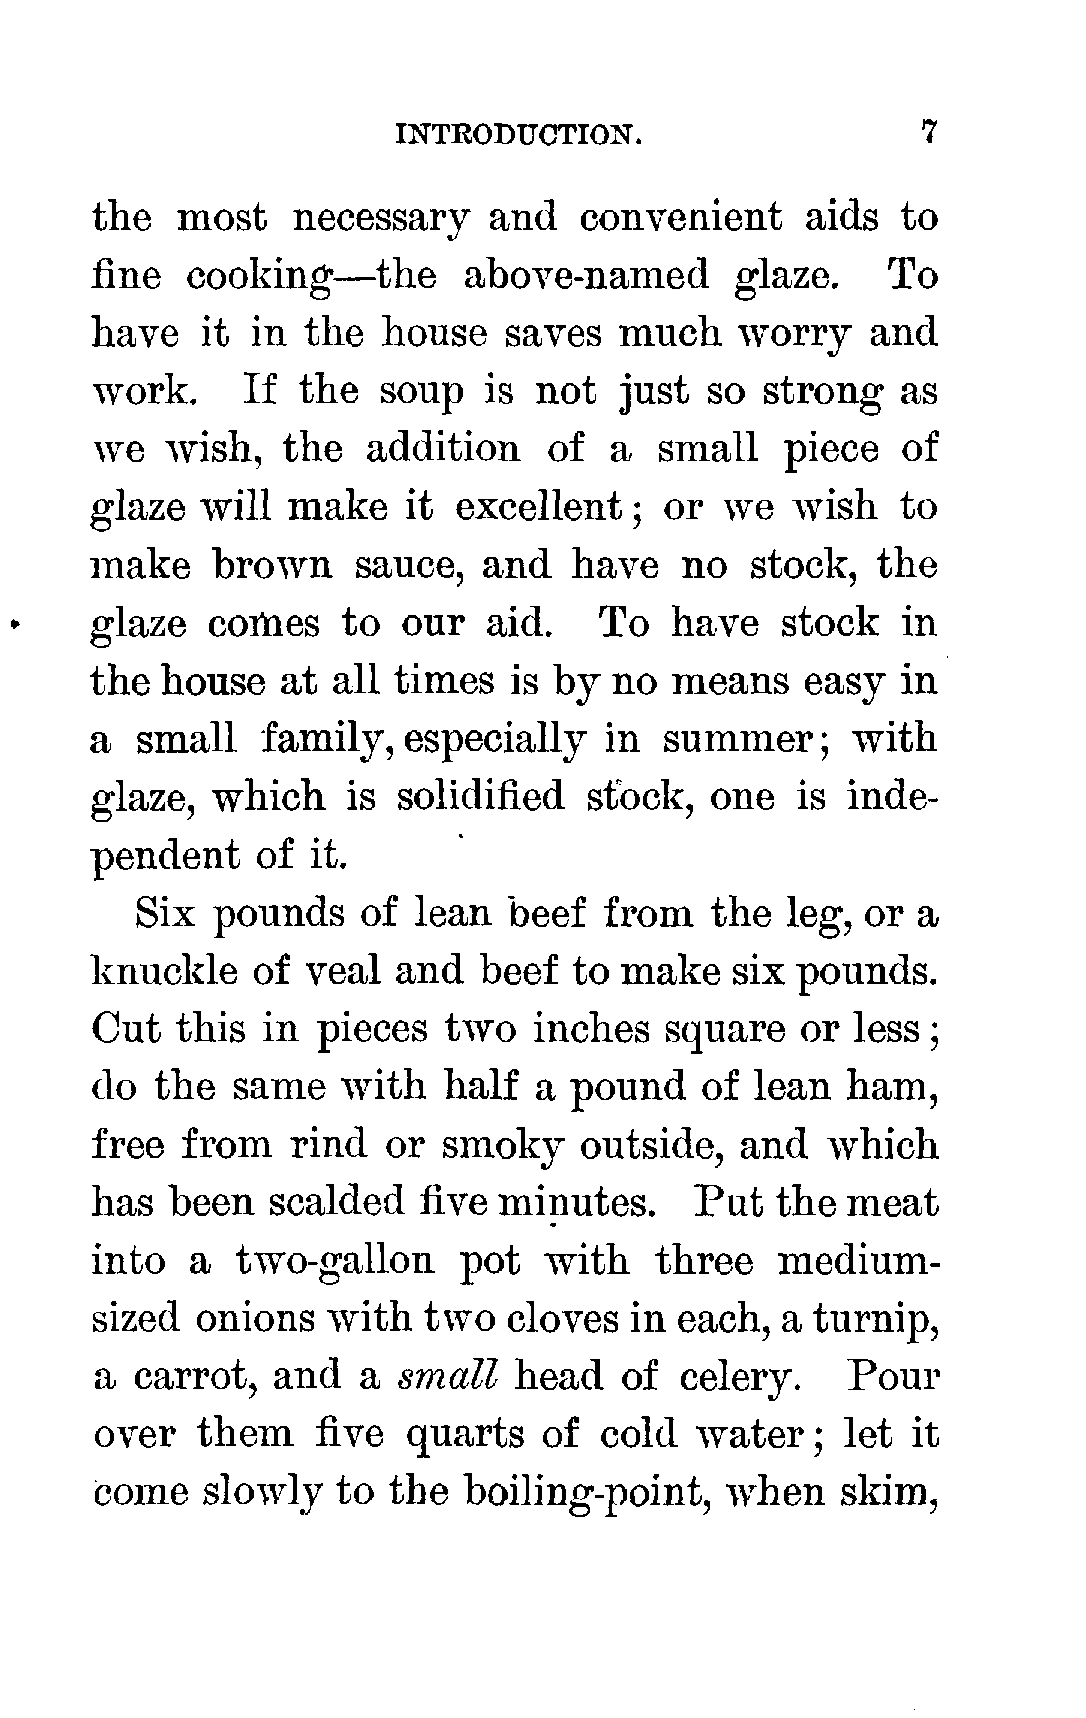 INTRODUCTION. 7
the most necessary and convenient aids to
fine cooking—the above-named glaze. To
have it in the house saves much worry and
work. If the soup is not just so strong as
we wish, the addition of a small piece of
glaze will make it excellent; or we wish to
make brown sauce, and have no stock, the
glaze comes to our aid. To have stock in
the house at all times is by no means easy in
a small family, especially in summer; with
glaze, which is solidified stock, one is inde-
pendent of it.
Six pounds of lean beef from the leg, or a
knuckle of veal and beef to make six pounds.
Cut this in pieces two inches square or less;
do the same with half a pound of lean ham,
free from rind or smoky outside, and which
has been scalded five minutes. Put the meat
into a two-gallon pot with three medium-
sized onions with two cloves in each, a turnip,
a carrot, and a small head of celery. Pour
over them five quarts of cold water; let it
come slowly to the boiling-point, when skim,